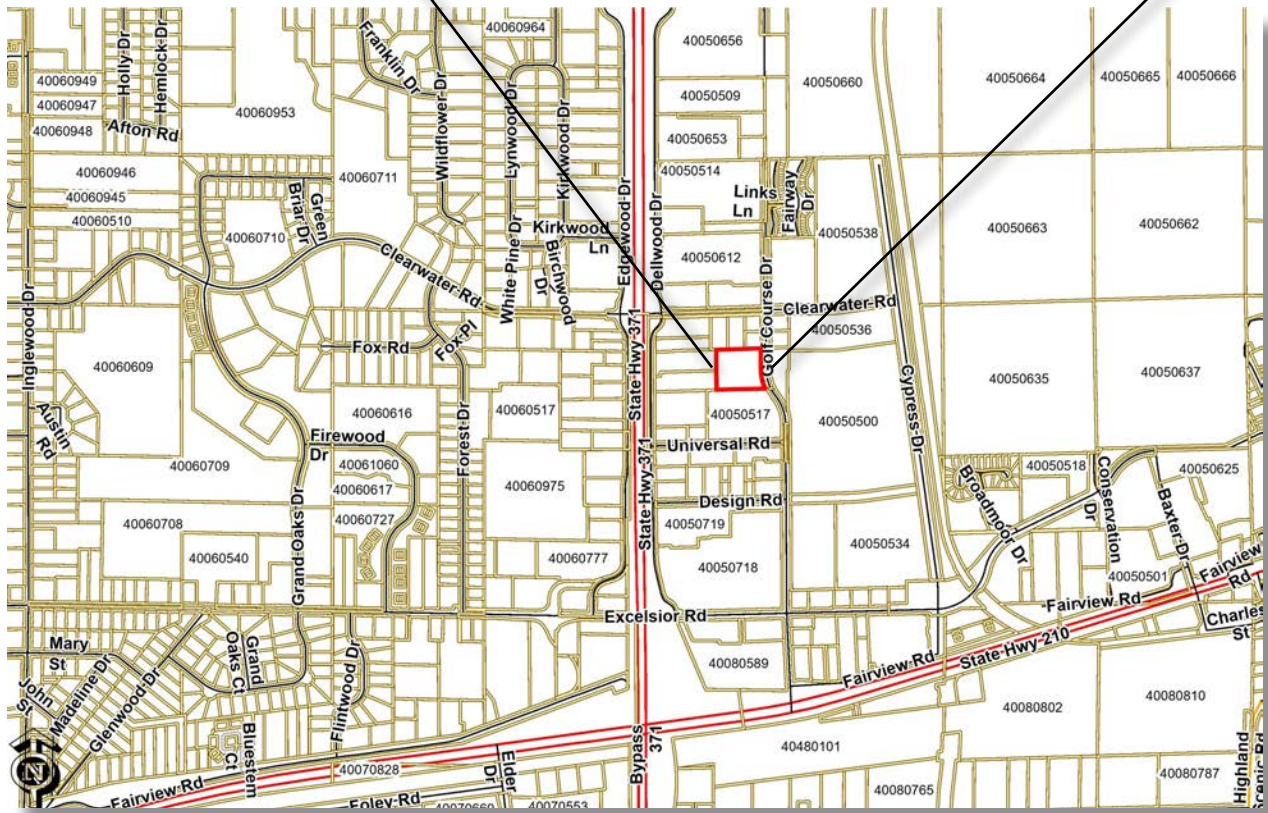 40060964
40050656
Franklin Dr
Holly Dr
Hemlock Dr
40060949
40060947
40060948
Afton Rd
40060953
Wildflower Dr
Lynwood Dr
Kirkwood Dr
40050509
40050653
40050660
40050664
40050665
40050666
40060946
40060945
40060510
40060711
40050514
Links
Ln
Fairway
Dr
Green
Briar Dr
40060710
Clearwater Rd
White Pine Dr
Kirkwood
Ln
Birchwood
Dr
Edgewood Dr
Dellwood Dr
40050612
Golf Course Dr
40050538
40050663
40050662
Clearwater Rd
40050536
Inglewood Dr
40060609
Fox Rd
Fox Pl
State Hwy 371
Cypress Dr
40050635
40050637
Austin
Rd
40060616
40060517
40050517
40050500
Firewood
Dr
Forest Dr
Universal Rd
40060709
40061060
40060617
40060975
State Hwy 371
Design Rd
40050518
40050625
Broadmoor Dr
Conservation
Dr
Baxter Dr
40060708
40060727
40050719
40060540
Grand Oaks Dr
40060777
40050718
40050534
40050501
Fairview
Rd
Fairview Rd
Excelsior Rd
Charles
St
Mary
St
John
St
Madeline Dr
Glenwood Dr
Grand
Oaks Ct
Flintwood Dr
40080589
Fairview Rd
State Hwy 210
40080810
40080802
Bluestem
Ct
Bypass
371
40480101
Highland
Scenic Rd
N
40070828
Elder
Dr
40080787
Fairview Rd
Foley Rd
40070553
40080765